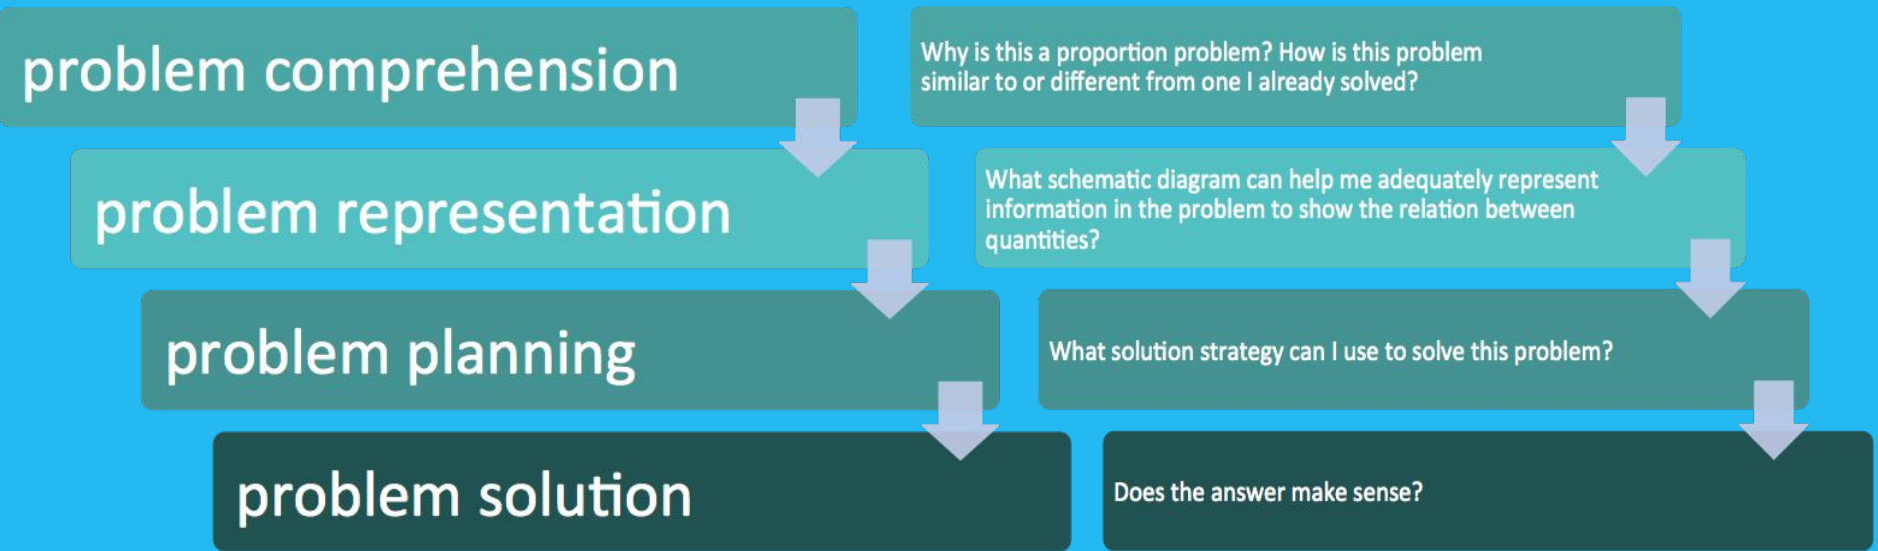 problem comprehension
Why is this a proportion problem? How is this problem
similar to or different from one I already solved?
problem representation
What schematic diagram can help me adequately represent
information in the problem to show the relation between
quantities?
problem planning
What solution strategy can I use to solve this problem?
problem solution
Does the answer make sense?